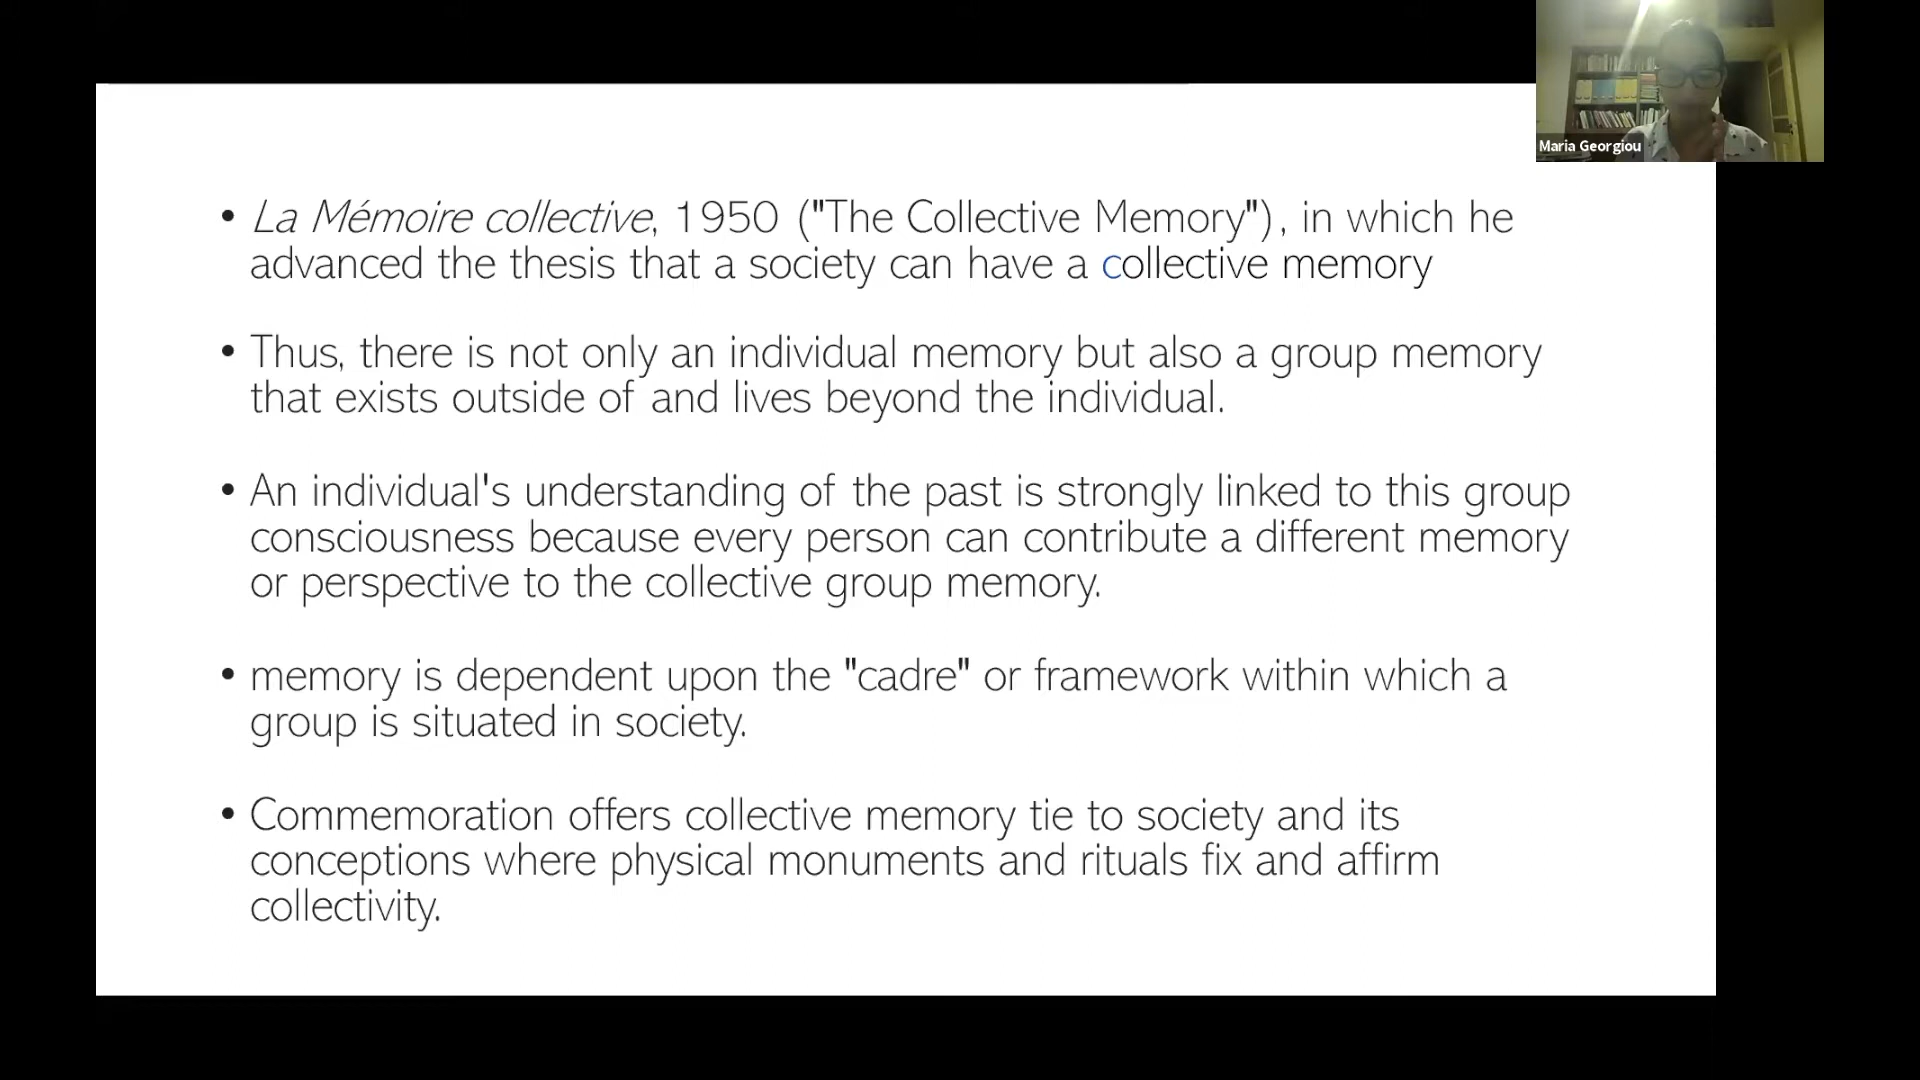 Maria Georgiou
• La Mémoire collective, 1950 ("The Collective Memory"), in which he
advanced the thesis that a society can have a collective memory
• Thus, there is not only an individual memory but also a group memory
that exists outside of and lives beyond the individual.
• An individual's understanding of the past is strongly linked to this group
consciousness because every person can contribute a different memory
or perspective to the collective group memory.
• memory is dependent upon the "cadre" or framework within which a
group is situated in society.
• Commemoration offers collective memory tie to society and its
conceptions where physical monuments and rituals fix and affirm
collectivity.